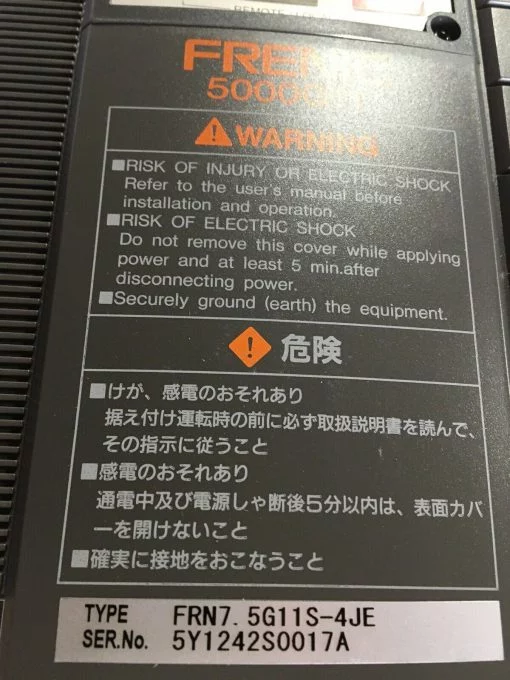 WARNING
■RISK OF INJURY OR ELECTRIC SHOCK
Refer to the user's manual before
installation and operation.
■RISK OF ELECTRIC SHOCK
Do not remove this cover while applying
power and at least 5 min.after
disconnecting power.
■Securely ground (earth) the equipment.
危険
■けが、感電のおそれあり
据え付け運転時の前に必ず取扱説明書を読んで、
その指示に従うこと
■感電のおそれあり
通電中及び電源しゃ断後5分以内は、表面カバ
ーを開けないこと
■確実に接地をおこなうこと
TYPE FRN7.5G11S-4JE
SER.No. 5Y1242S0017A